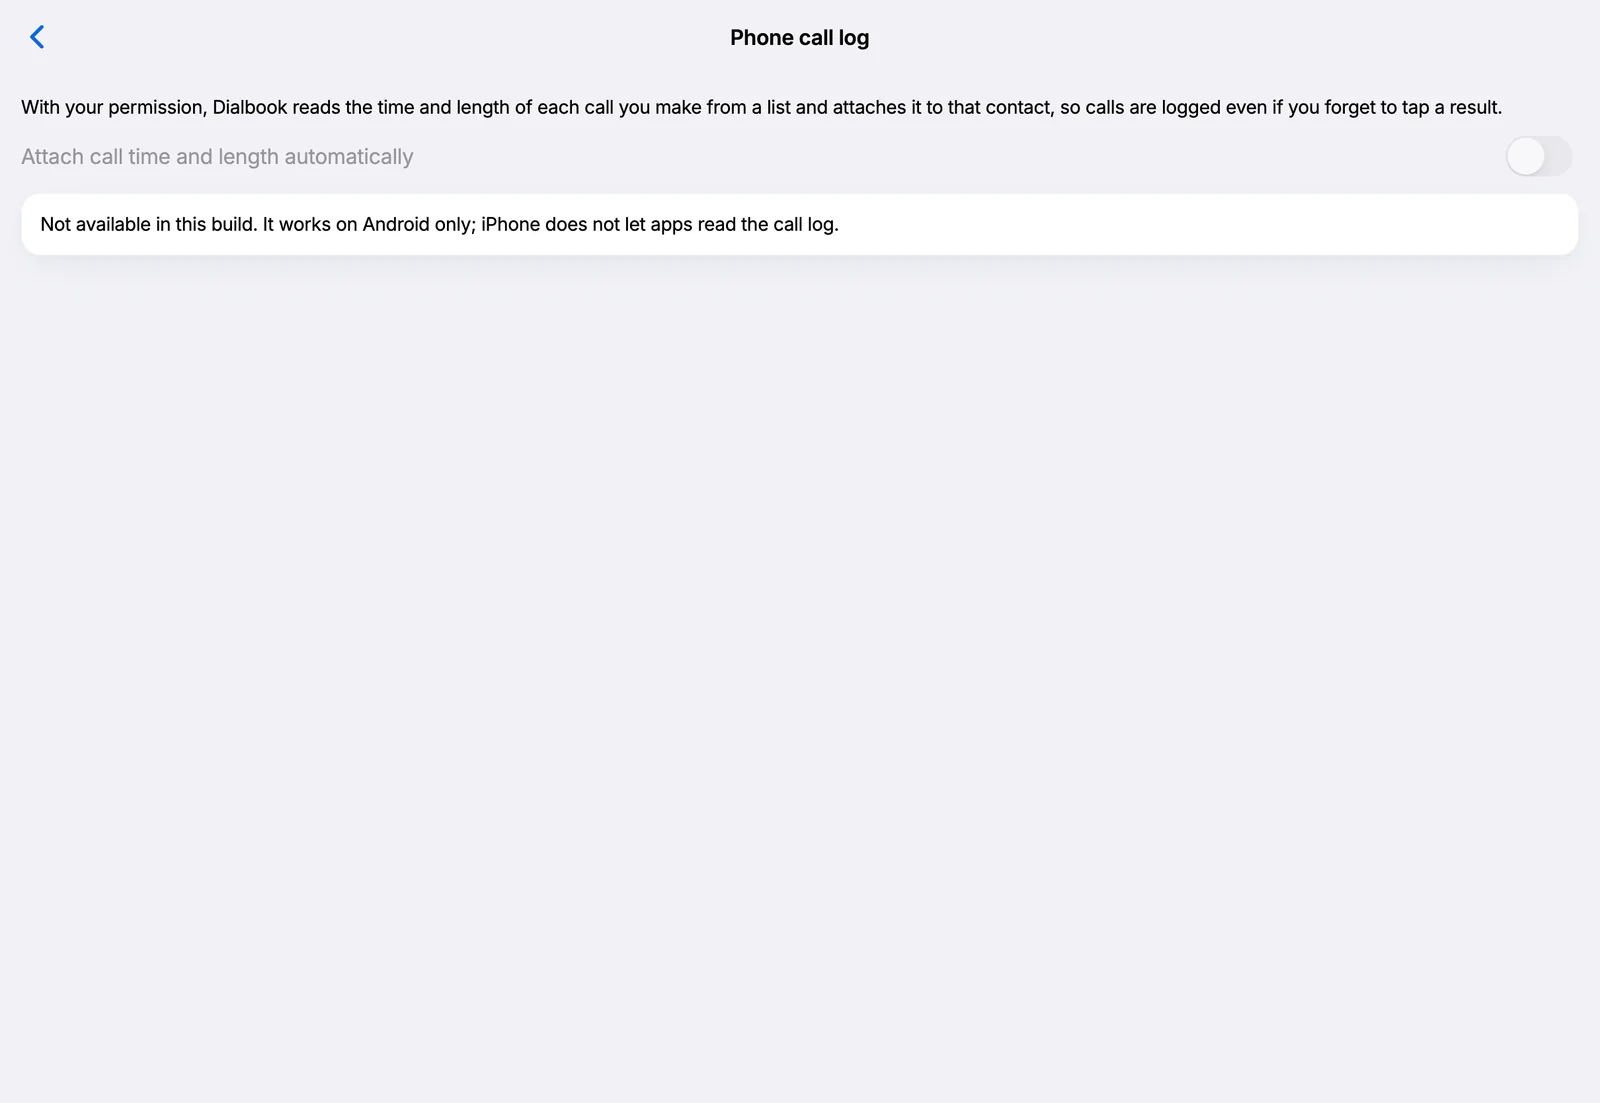 Phone call log
With your permission, Dialbook reads the time and length of each call you make from a list and attaches it to that contact, so calls are logged even if you forget to tap a result.
Attach call time and length automatically
Not available in this build. It works on Android only; iPhone does not let apps read the call log.